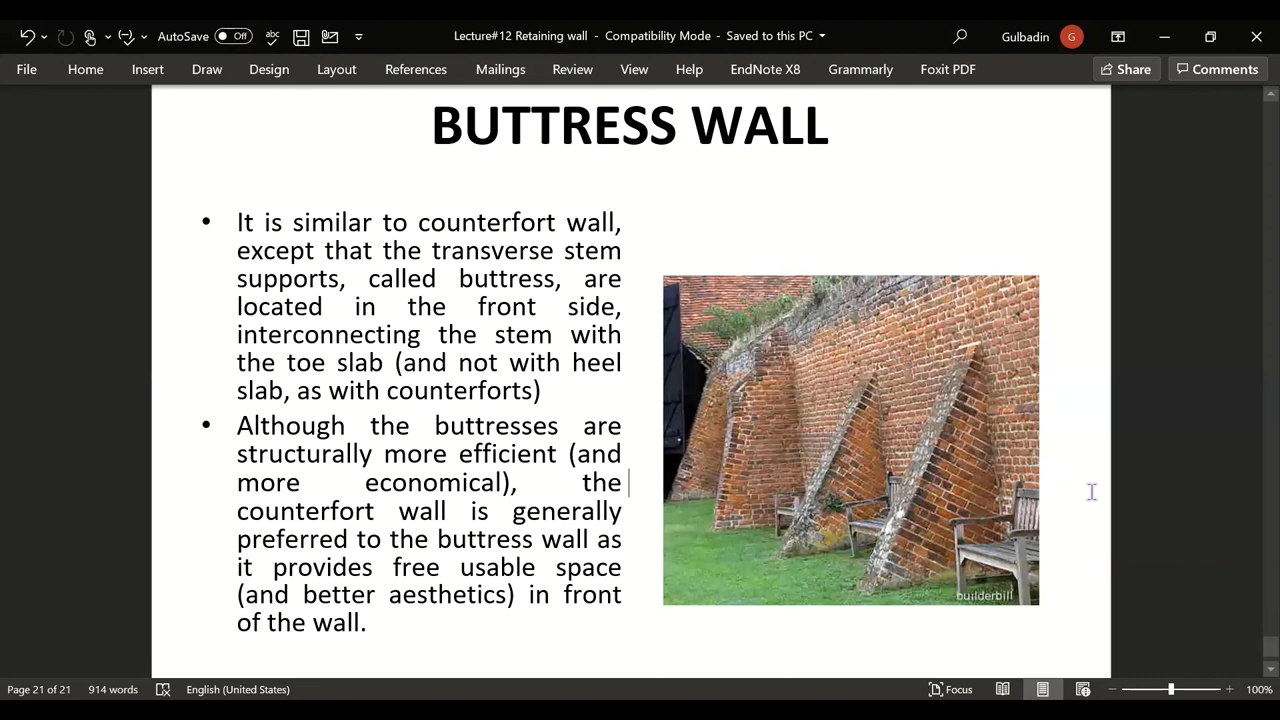 AutoSave Off
Lecture#12 Retaining wall - Compatibility Mode - Saved to this PC
Gulbadin G
File Home Insert Draw Design Layout References Mailings Review View Help EndNote X8 Grammarly Foxit PDF Share Comments
BUTTRESS WALL
• It is similar to counterfort wall,
except that the transverse stem
supports, called buttress, are
located in the front side,
interconnecting the stem with
the toe slab (and not with heel
slab, as with counterforts)
• Although the buttresses are
structurally more efficient (and
more economical), the
counterfort wall is generally
preferred to the buttress wall as
it provides free usable space
(and better aesthetics) in front
of the wall.
builderbill
Page 21 of 21 914 words English (United States) Focus 100%